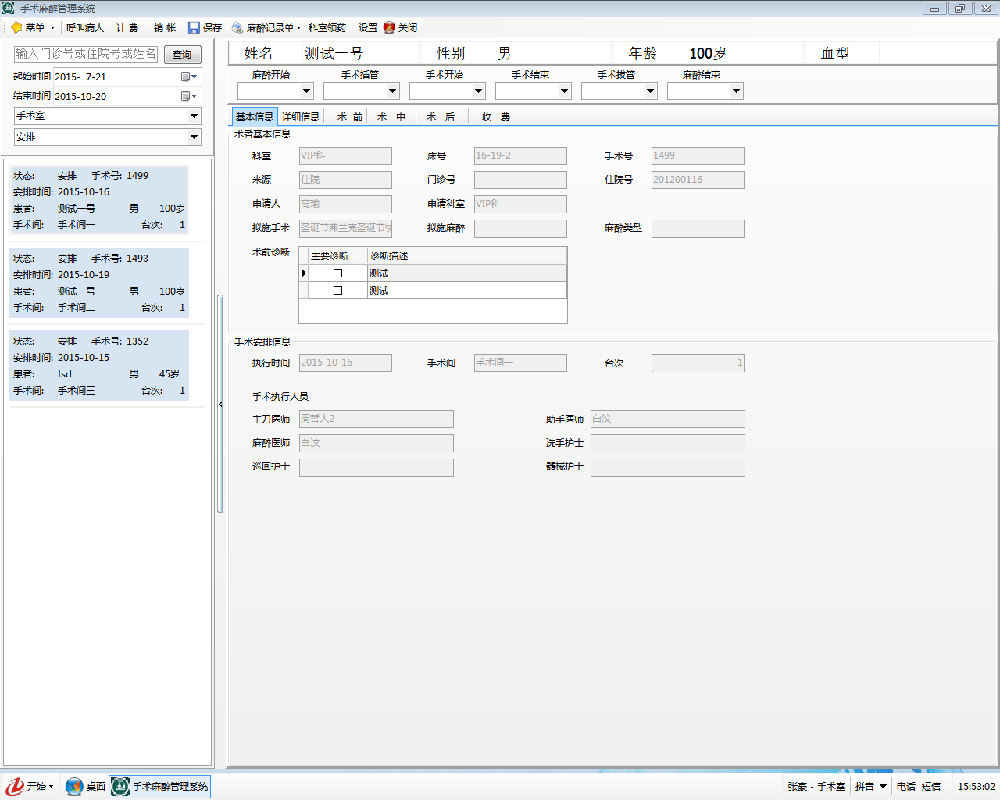 手术麻醉管理系统
菜单 呼叫病人 计 费 销 帐 保存 麻醉记录单 科室领药 设置 关闭
输入门诊号或住院号或姓名 查询
起始时间 2015- 7-21
结束时间 2015-10-20
手术室
安排
状态: 安排 手术号: 1499
安排时间: 2015-10-16
患者: 测试一号 男 100岁
手术间: 手术间一 台次: 1
状态: 安排 手术号: 1493
安排时间: 2015-10-19
患者: 测试一号 男 100岁
手术间: 手术间二 台次: 1
状态: 安排 手术号: 1352
安排时间: 2015-10-15
患者: fsd 男 45岁
手术间: 手术间三 台次: 1
姓名 测试一号 性别 男 年龄 100岁 血型
麻醉开始 手术插管 手术开始 手术结束 手术拔管 麻醉结束
基本信息 详细信息 术 前 术 中 术 后 收 费
术者基本信息
科室 VIP科 床号 16-19-2 手术号 1499
来源 住院 门诊号 住院号 201200116
申请人 高瑜 申请科室 VIP科
拟施手术 圣诞节弗兰克圣诞节快 拟施麻醉 麻醉类型
术前诊断 主要诊断 诊断描述
测试
测试
手术安排信息
执行时间 2015-10-16 手术间 手术间一 台次 1
手术执行人员
主刀医师 周哲人2 助手医师 白汶
麻醉医师 白汶 洗手护士
巡回护士 器械护士
开始 桌面 手术麻醉管理系统 张豪 - 手术室 拼音 电话 短信 15:53:02